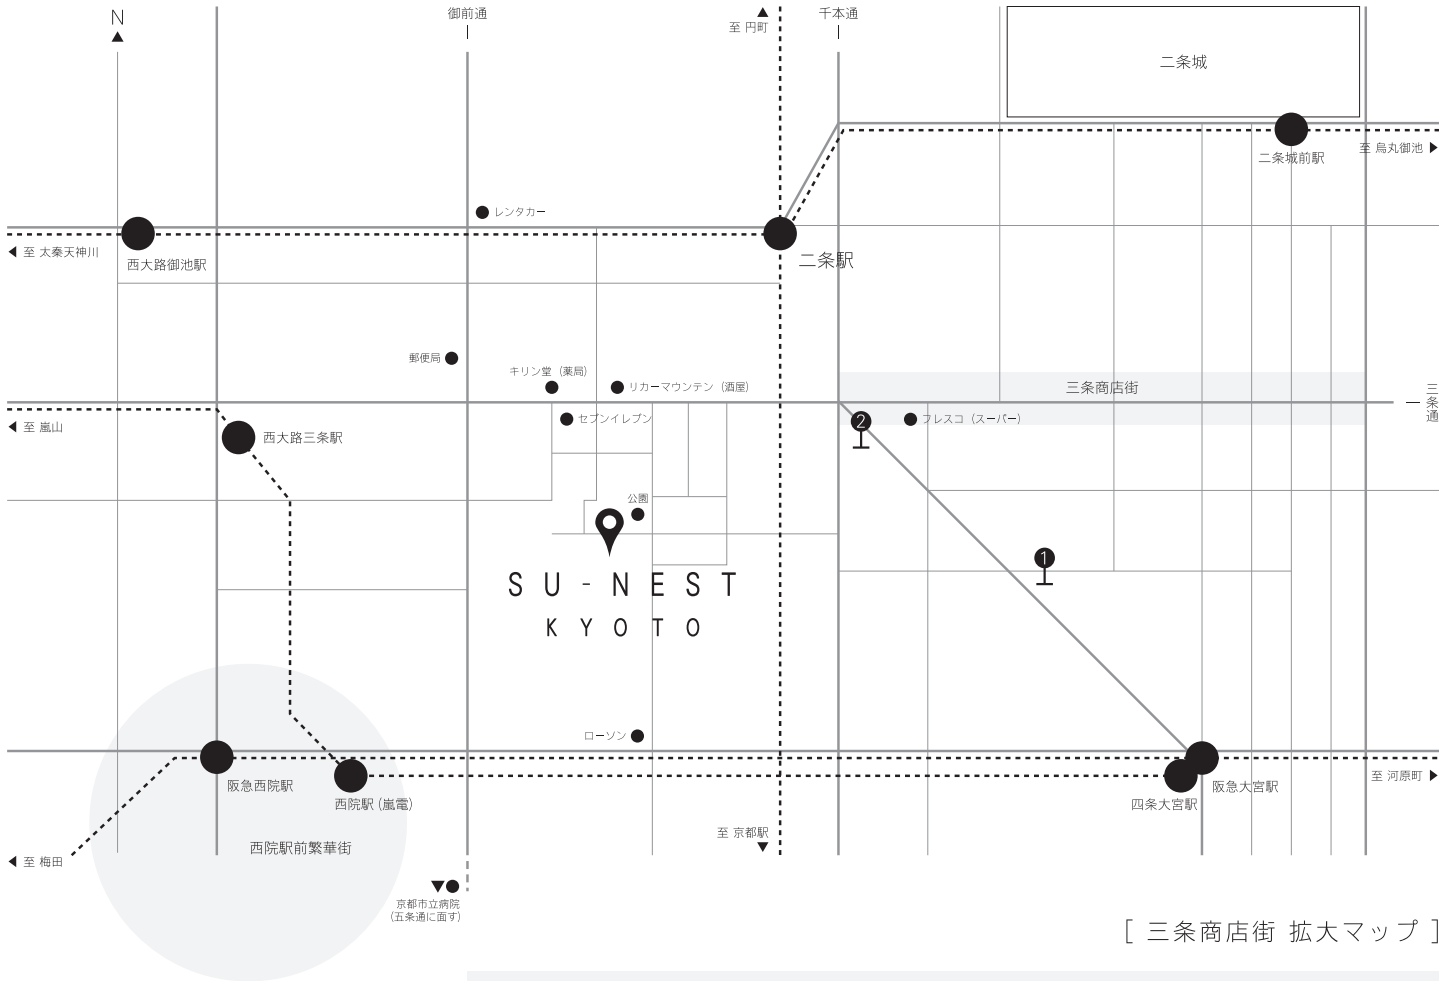 N
御前通
至 円町
千本通
二条城
二条城前駅
至 烏丸御池
レンタカー
至 太秦天神川
西大路御池駅
二条駅
郵便局
キリン堂（薬局）
リカーマウンテン（酒屋）
三条商店街
三条通
セブンイレブン
2
フレスコ（スーパー）
至 嵐山
西大路三条駅
公園
1
SU-NEST
KYOTO
ローソン
阪急西院駅
西院駅（嵐電）
四条大宮駅
阪急大宮駅
至 河原町
至 京都駅
西院駅前繁華街
至 梅田
京都市立病院
（五条通に面す）
［ 三条商店街 拡大マップ ］